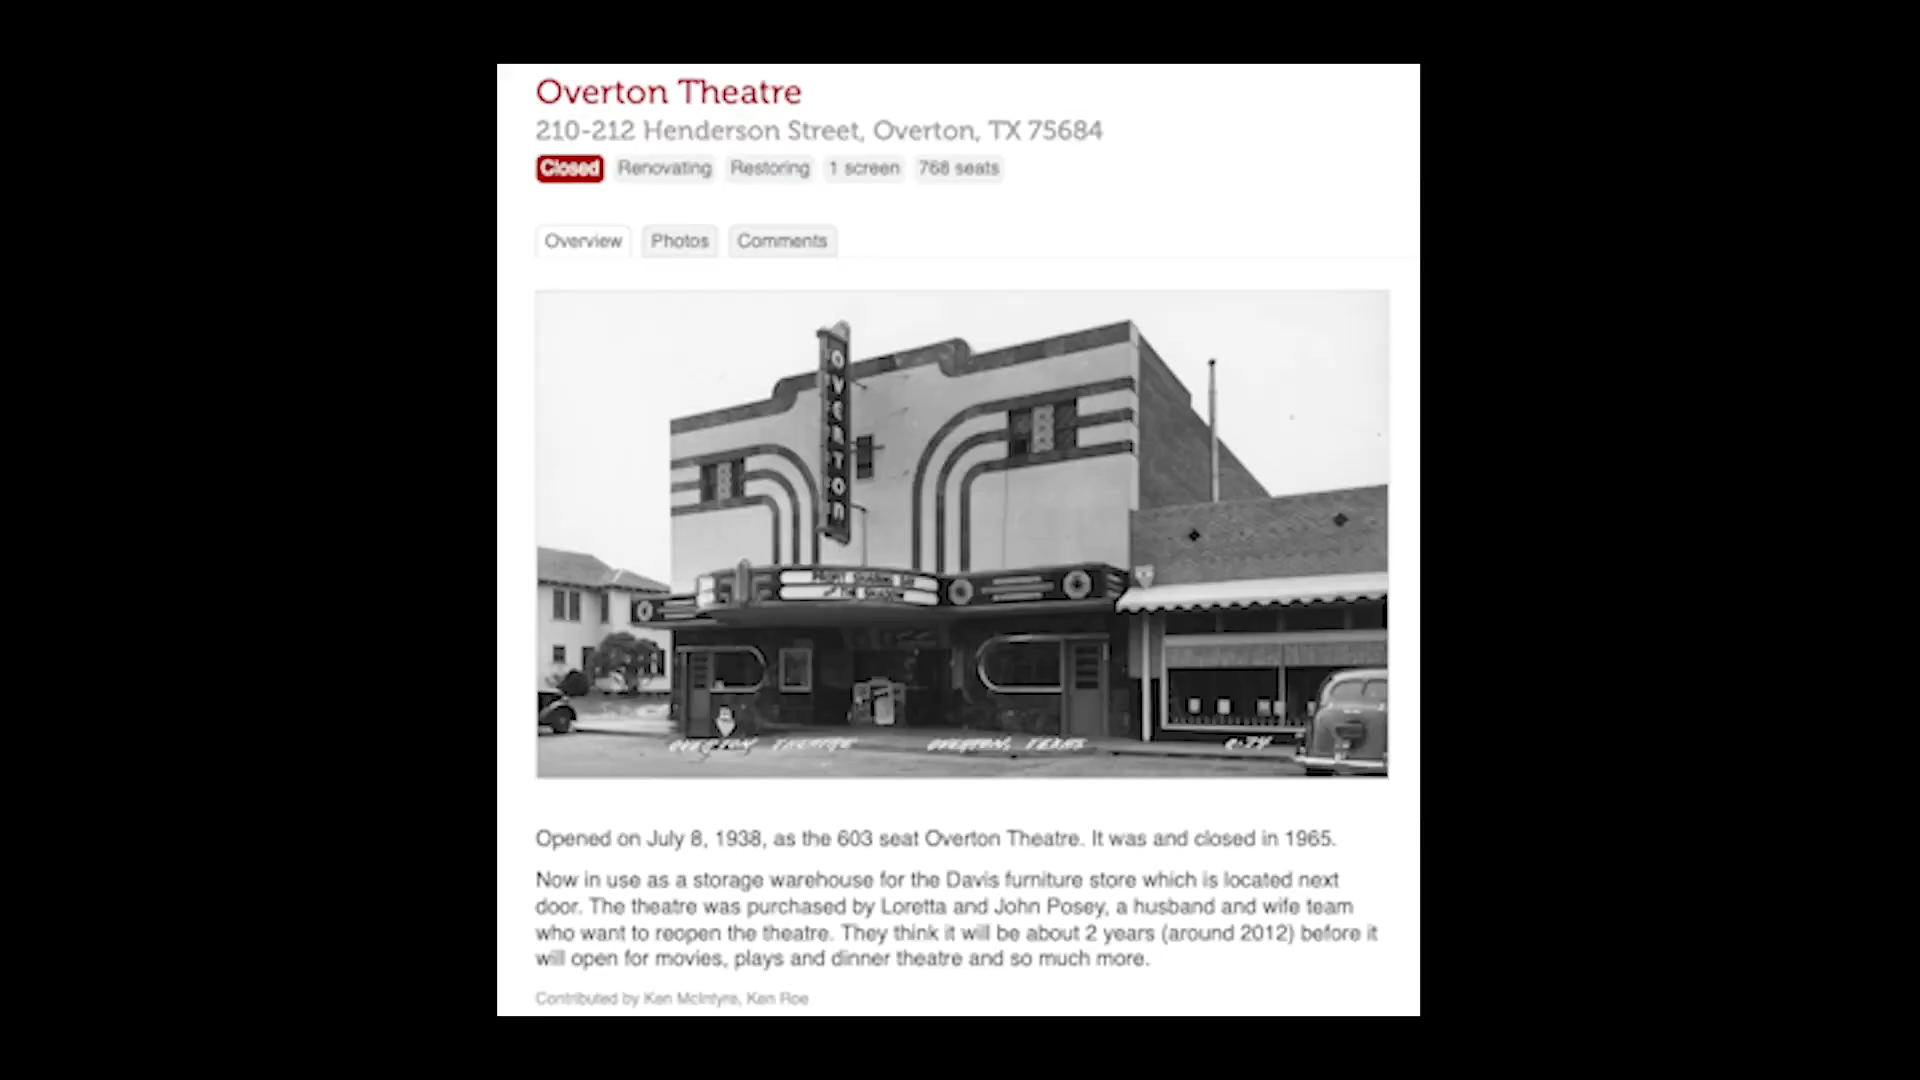 Overton Theatre
210-212 Henderson Street, Overton, TX 75684
Closed Renovating Restoring 1 screen 768 seats
Overview Photos Comments
OVERTON
OVERTON THEATRE OVERTON, TEXAS
Opened on July 8, 1938, as the 603 seat Overton Theatre. It was and closed in 1965.
Now in use as a storage warehouse for the Davis furniture store which is located next
door. The theatre was purchased by Loretta and John Posey, a husband and wife team
who want to reopen the theatre. They think it will be about 2 years (around 2012) before it
will open for movies, plays and dinner theatre and so much more.
Contributed by Ken McIntyre, Ken Roe